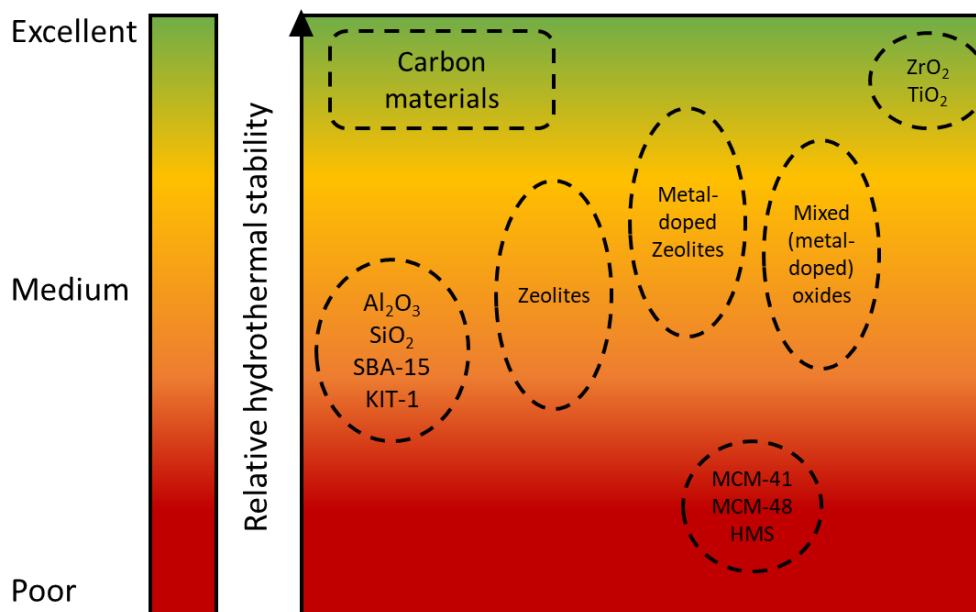 Excellent
Medium
Poor
Relative hydrothermal stability
Carbon
materials
ZrO₂
TiO₂
Metal-
doped
Zeolites
Mixed
(metal-
doped)
oxides
Zeolites
Al₂O₃
SiO₂
SBA-15
KIT-1
MCM-41
MCM-48
HMS